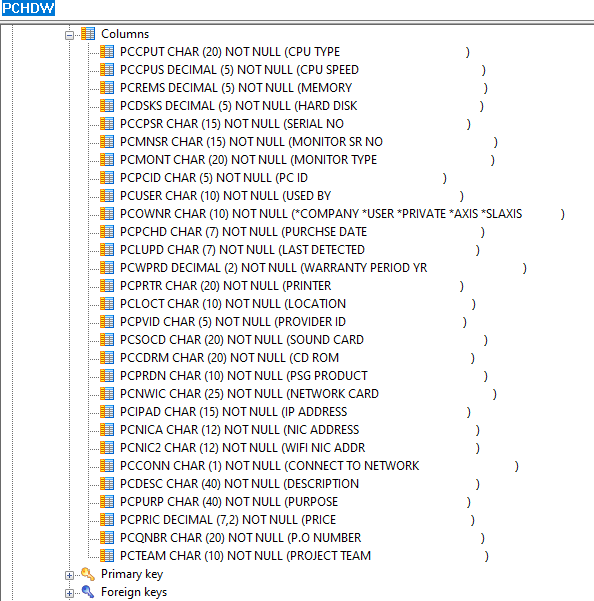 PCHDW
Columns
PCCPUT CHAR (20) NOT NULL (CPU TYPE )
PCCPUS DECIMAL (5) NOT NULL (CPU SPEED )
PCREMS DECIMAL (5) NOT NULL (MEMORY )
PCDSKS DECIMAL (5) NOT NULL (HARD DISK )
PCCPSR CHAR (15) NOT NULL (SERIAL NO )
PCMNSR CHAR (15) NOT NULL (MONITOR SR NO )
PCMONT CHAR (20) NOT NULL (MONITOR TYPE )
PCPCID CHAR (5) NOT NULL (PC ID )
PCUSER CHAR (10) NOT NULL (USED BY )
PCOWNR CHAR (10) NOT NULL (*COMPANY *USER *PRIVATE *AXIS *SLAXIS )
PCPCHD CHAR (7) NOT NULL (PURCHSE DATE )
PCLUPD CHAR (7) NOT NULL (LAST DETECTED )
PCWPRD DECIMAL (2) NOT NULL (WARRANTY PERIOD YR )
PCPRTR CHAR (20) NOT NULL (PRINTER )
PCLOCT CHAR (10) NOT NULL (LOCATION )
PCPVID CHAR (5) NOT NULL (PROVIDER ID )
PCSOCD CHAR (20) NOT NULL (SOUND CARD )
PCCDRM CHAR (20) NOT NULL (CD ROM )
PCPRDN CHAR (10) NOT NULL (PSG PRODUCT )
PCNWIC CHAR (25) NOT NULL (NETWORK CARD )
PCIPAD CHAR (15) NOT NULL (IP ADDRESS )
PCNICA CHAR (12) NOT NULL (NIC ADDRESS )
PCNIC2 CHAR (12) NOT NULL (WIFI NIC ADDR )
PCCONN CHAR (1) NOT NULL (CONNECT TO NETWORK )
PCDESC CHAR (40) NOT NULL (DESCRIPTION )
PCPURP CHAR (40) NOT NULL (PURPOSE )
PCPRIC DECIMAL (7,2) NOT NULL (PRICE )
PCQNBR CHAR (20) NOT NULL (P.O NUMBER )
PCTEAM CHAR (10) NOT NULL (PROJECT TEAM )
Primary key
Foreign keys